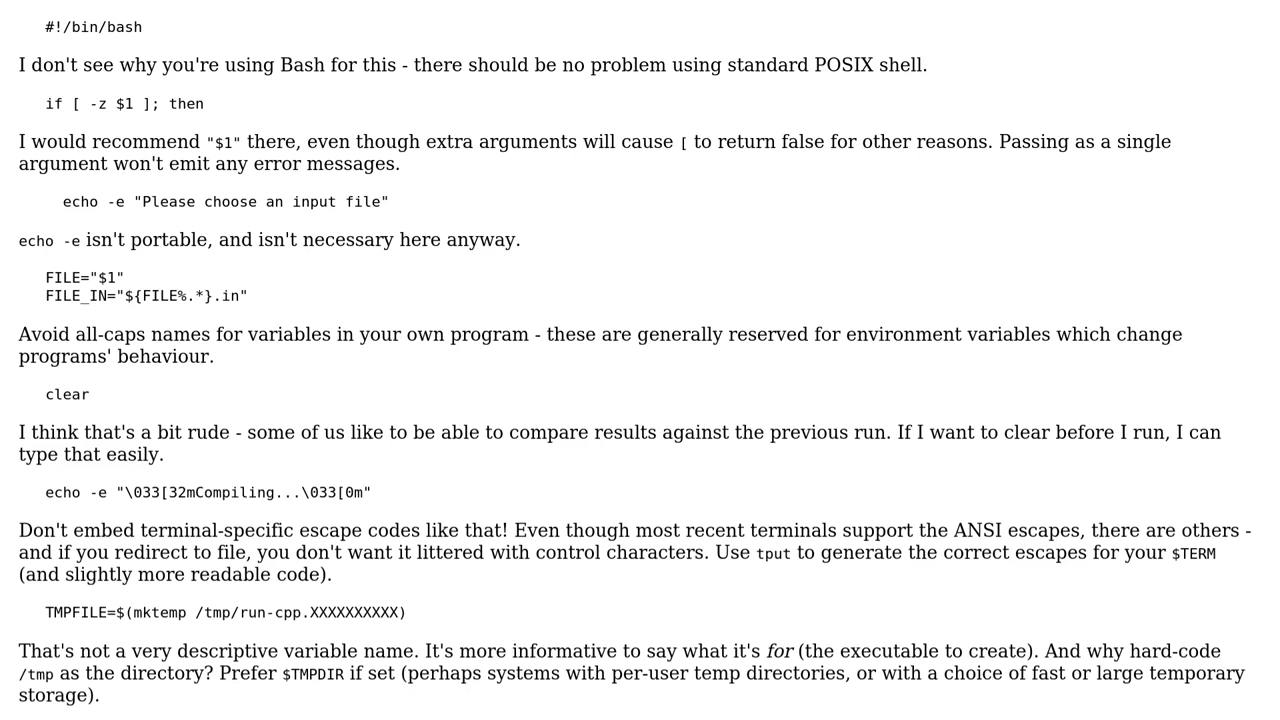 #!/bin/bash
I don't see why you're using Bash for this - there should be no problem using standard POSIX shell.
if [ -z $1 ]; then
I would recommend "$1" there, even though extra arguments will cause [ to return false for other reasons. Passing as a single
argument won't emit any error messages.
echo -e "Please choose an input file"
echo -e isn't portable, and isn't necessary here anyway.
FILE="$1"
FILE_IN="${FILE%.*}.in"
Avoid all-caps names for variables in your own program - these are generally reserved for environment variables which change
programs' behaviour.
clear
I think that's a bit rude - some of us like to be able to compare results against the previous run. If I want to clear before I run, I can
type that easily.
echo -e "\033[32mCompiling...\033[0m"
Don't embed terminal-specific escape codes like that! Even though most recent terminals support the ANSI escapes, there are others -
and if you redirect to file, you don't want it littered with control characters. Use tput to generate the correct escapes for your $TERM
(and slightly more readable code).
TMPFILE=$(mktemp /tmp/run-cpp.XXXXXXXXXX)
That's not a very descriptive variable name. It's more informative to say what it's for (the executable to create). And why hard-code
/tmp as the directory? Prefer $TMPDIR if set (perhaps systems with per-user temp directories, or with a choice of fast or large temporary
storage).